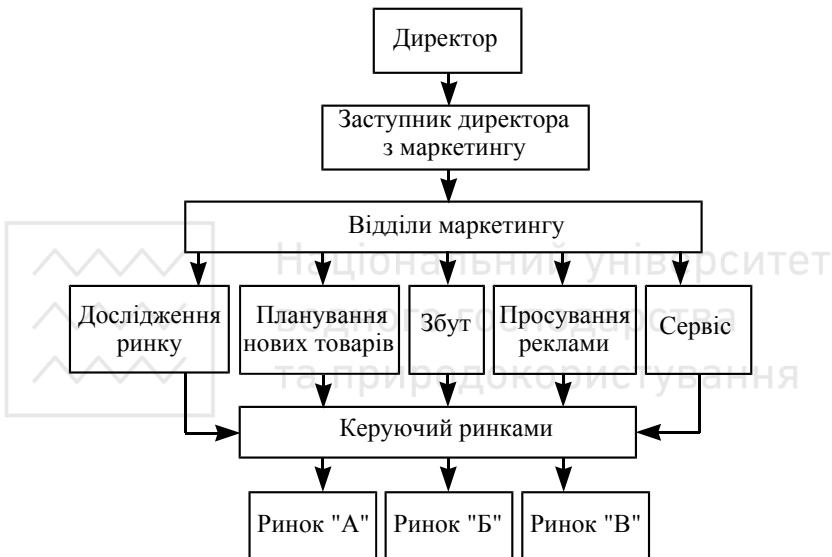 Директор
Заступник директора
з маркетингу
Відділи маркетингу
Національний університет
водного господарства
та природокористування
Дослідження
ринку
Планування
нових товарів
Збут
Просування
реклами
Сервіс
Керуючий ринками
Ринок "А"
Ринок "Б"
Ринок "В"